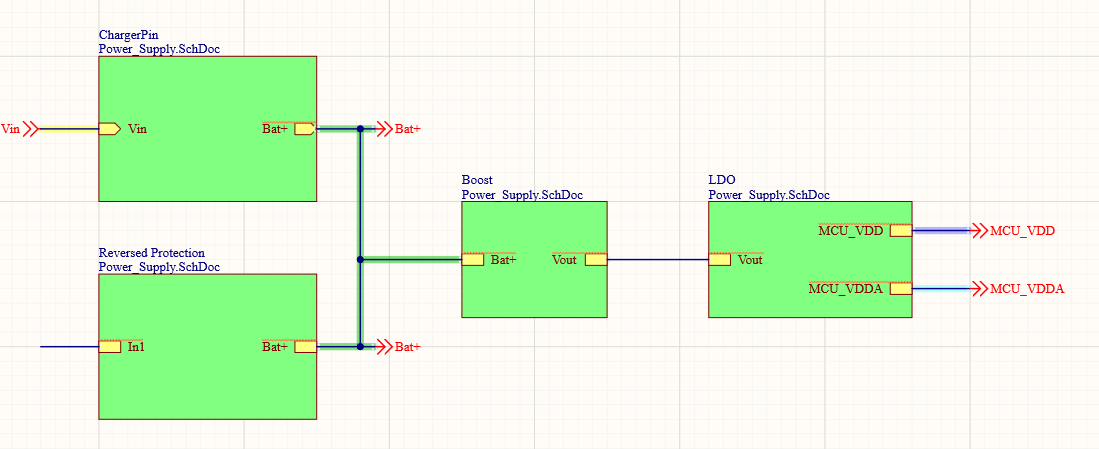 ChargerPin
Power_Supply.SchDoc
Vin
Vin
Bat+
Bat+
Boost
Power_Supply.SchDoc
LDO
Power_Supply.SchDoc
MCU_VDD
MCU_VDD
Reversed Protection
Power_Supply.SchDoc
Bat+
Vout
Vout
MCU_VDDA
MCU_VDDA
In1
Bat+
Bat+